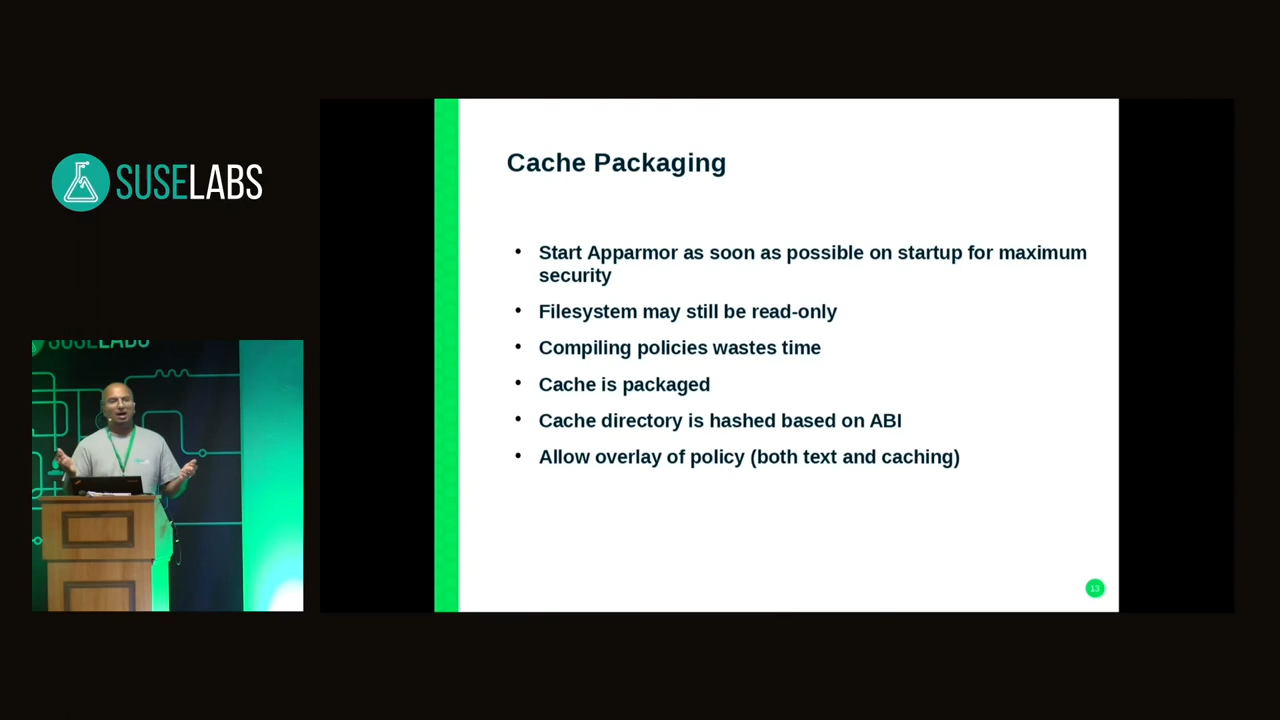 SUSELABS
Cache Packaging
• Start Apparmor as soon as possible on startup for maximum
security
• Filesystem may still be read-only
• Compiling policies wastes time
• Cache is packaged
• Cache directory is hashed based on ABI
• Allow overlay of policy (both text and caching)
SUSELABS
13